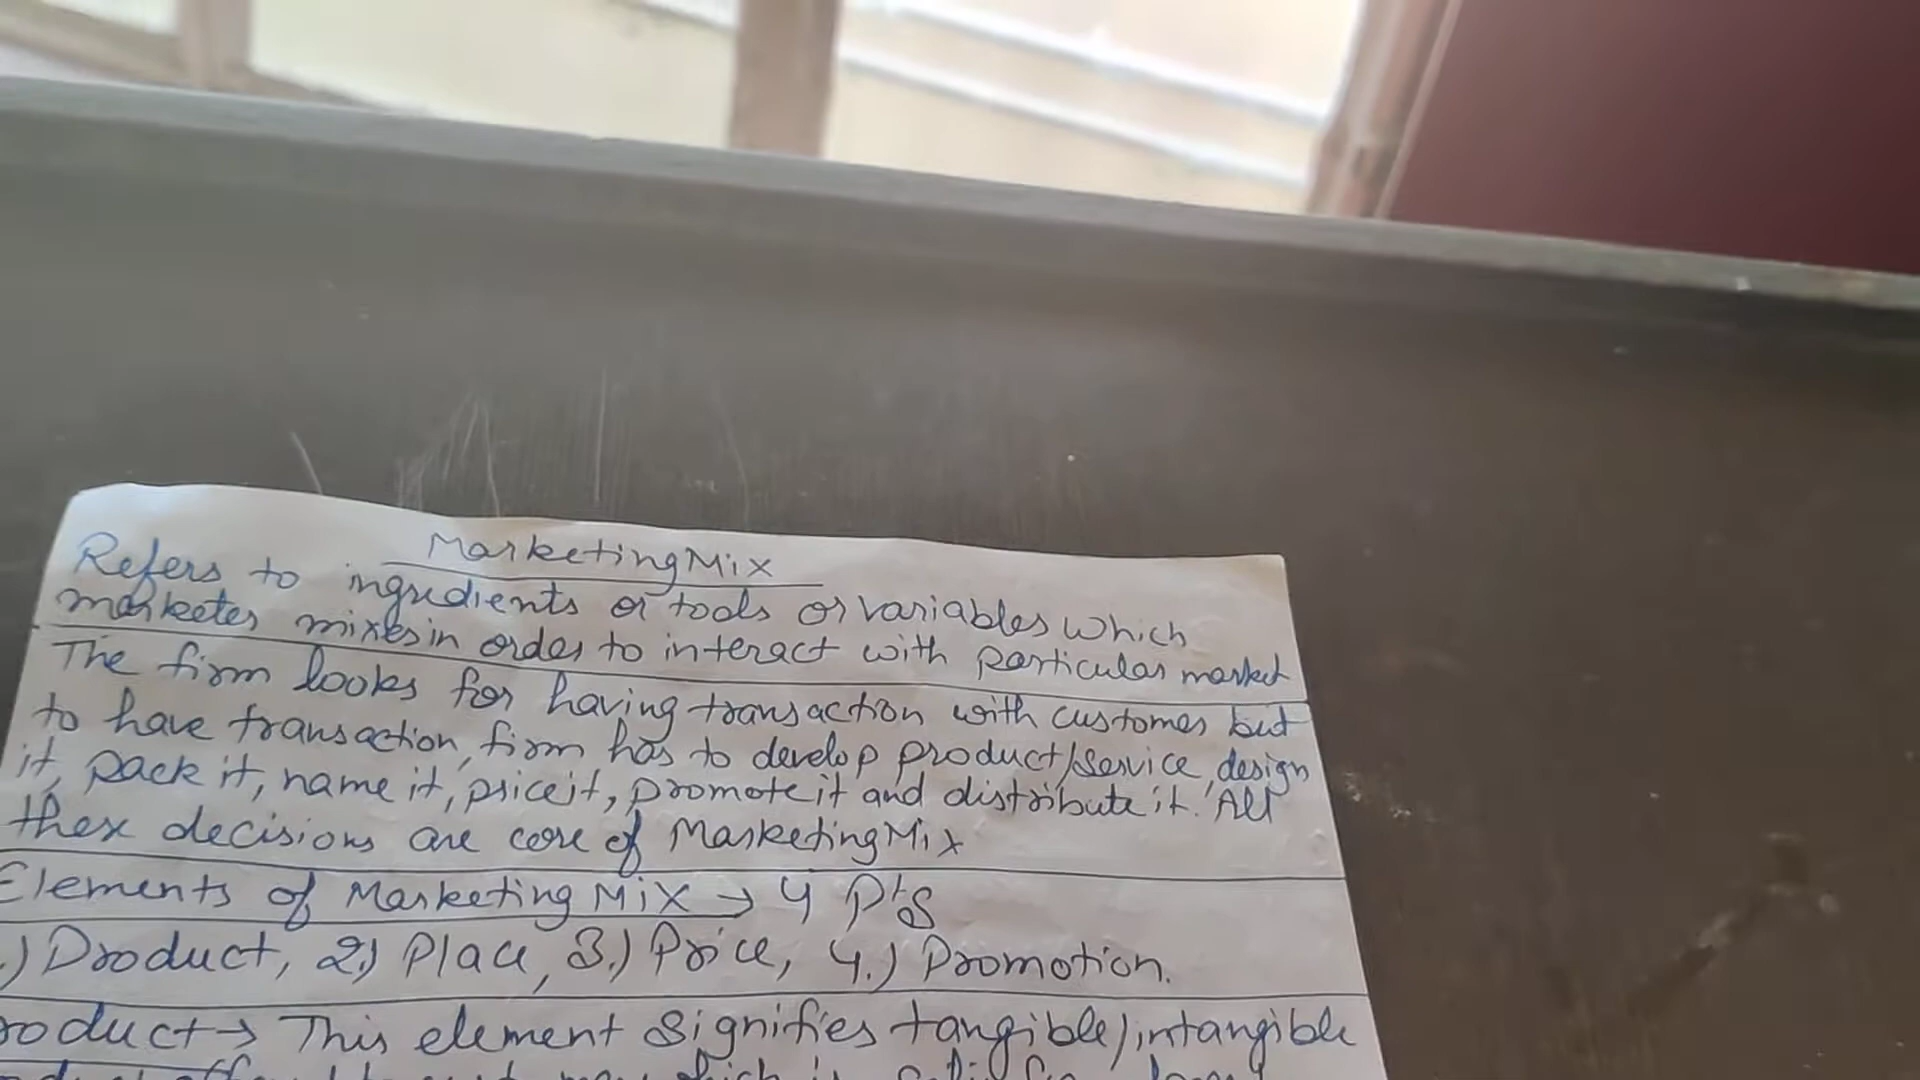 Marketing Mix
Refers to ingredients or tools or variables which
marketer mixes in order to interact with particular market
The firm looks for having transaction with customer but
to have transaction, firm has to develop product/service, design
it, pack it, name it, price it, promote it and distribute it. All
these decisions are core of Marketing Mix
Elements of Marketing Mix → 4 P's
.) Product, 2.) Place, 3.) Price, 4.) Promotion.
roduct → This element signifies tangible/intangible